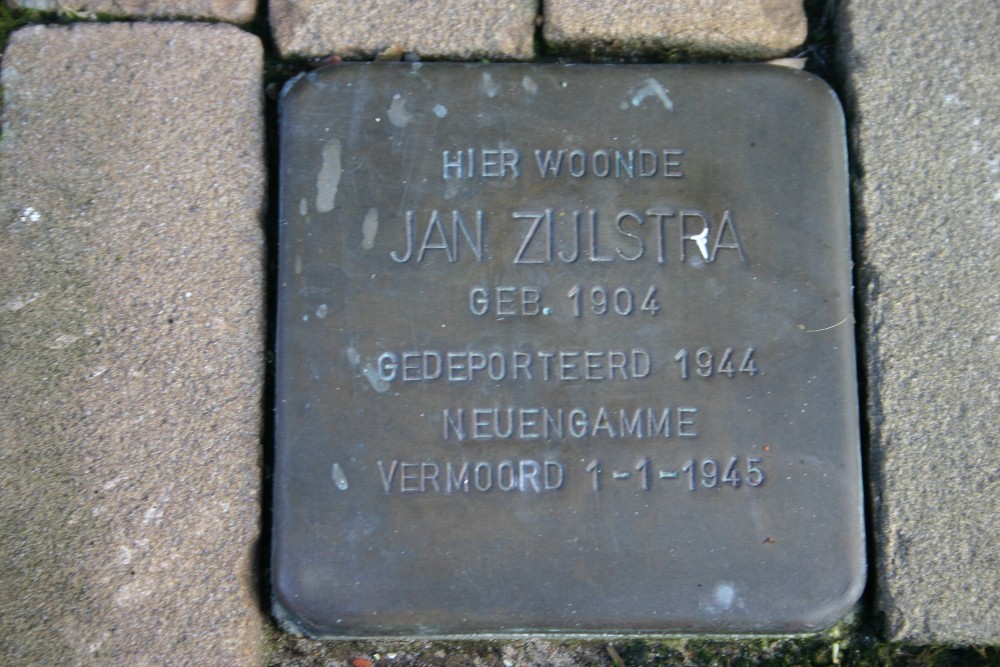 HIER WOONDE
JAN ZIJLSTRA
GEB. 1904
GEDEPORTEERD 1944
NEUENGAMME
VERMOORD 1-1-1945